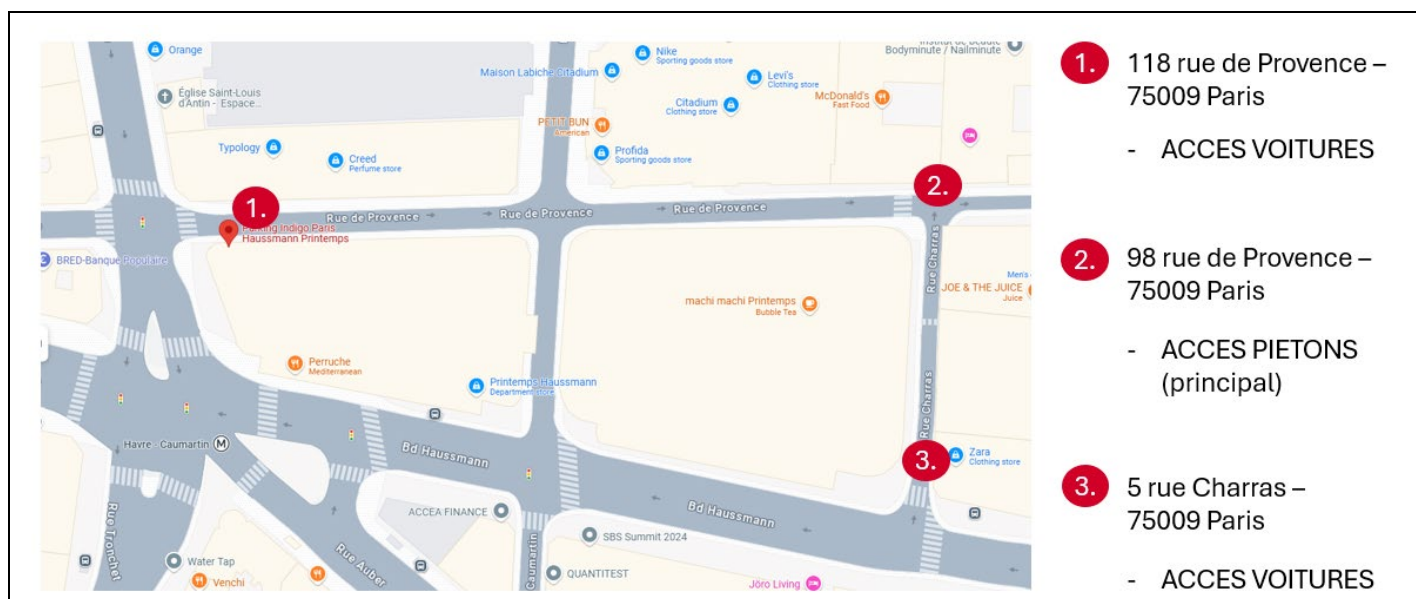 Orange
Nike
Sporting goods store
Institut de Beauté
Bodyminute / Nailminute
Maison Labiche Citadium
Levi's
Clothing store
Église Saint-Louis
d'Antin - Espace...
Citadium
Clothing store
McDonald's
Fast Food
PETIT BUN
American
Typology
Creed
Perfume store
Profida
Sporting goods store
1.
2.
Rue de Provence
Rue de Provence
Rue de Provence
Parking Indigo Paris
Haussmann Printemps
BRED-Banque Populaire
Rue Charras
Men's
JOE & THE JUICE
Juice
machi machi Printemps
Bubble Tea
Perruche
Mediterranean
Printemps Haussmann
Department store
Rue Charras
Havre - Caumartin
M
Bd Haussmann
3.
Zara
Clothing store
ACCEA FINANCE
Bd Haussmann
Rue Tronchet
Rue Auber
Caumartin
SBS Summit 2024
Water Tap
Venchi
QUANTITEST
Jöro Living
1.
118 rue de Provence –
75009 Paris
- ACCES VOITURES
2.
98 rue de Provence –
75009 Paris
- ACCES PIETONS
(principal)
3.
5 rue Charras –
75009 Paris
- ACCES VOITURES